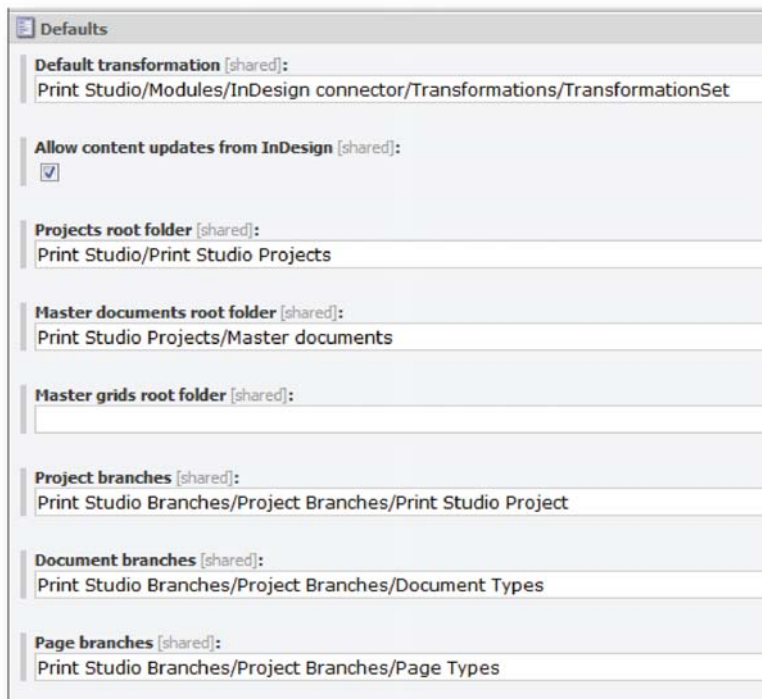 Defaults
Default transformation [shared]:
Print Studio/Modules/InDesign connector/Transformations/TransformationSet
Allow content updates from InDesign [shared]:
Projects root folder [shared]:
Print Studio/Print Studio Projects
Master documents root folder [shared]:
Print Studio Projects/Master documents
Master grids root folder [shared]:
Project branches [shared]:
Print Studio Branches/Project Branches/Print Studio Project
Document branches [shared]:
Print Studio Branches/Project Branches/Document Types
Page branches [shared]:
Print Studio Branches/Project Branches/Page Types